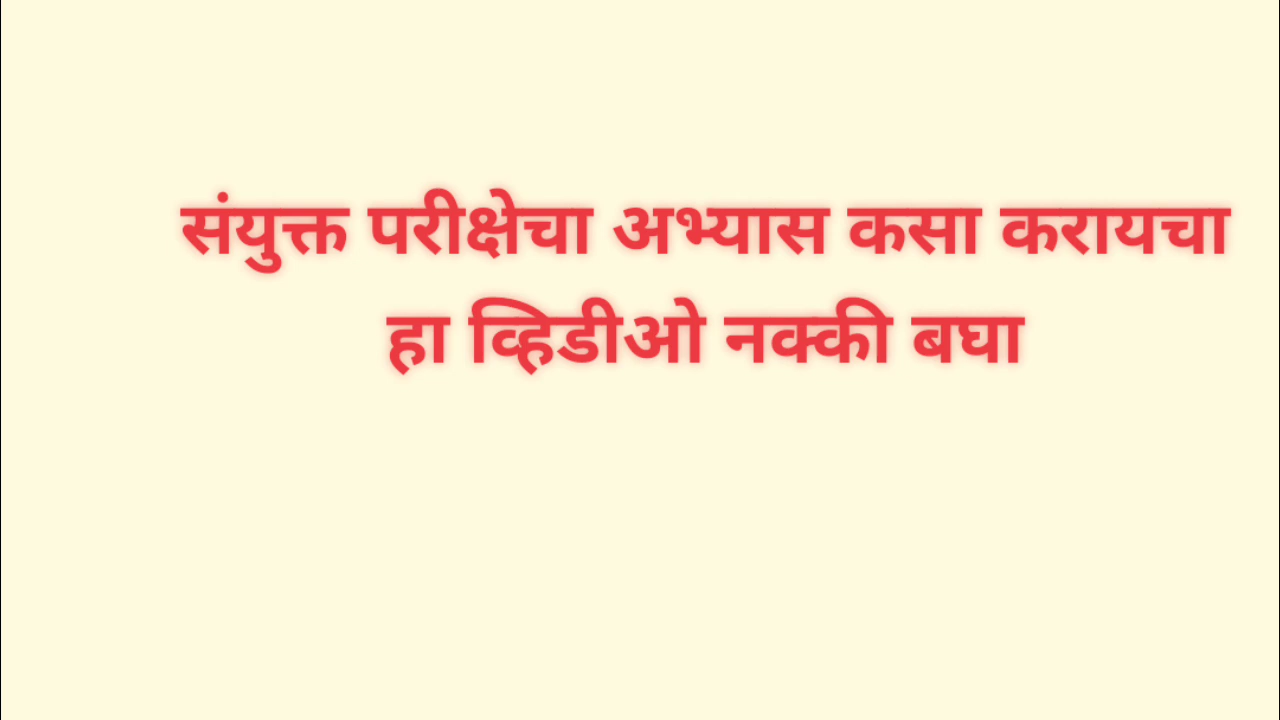 संयुक्त परीक्षेचा अभ्यास कसा करायचा
हा व्हिडीओ नक्की बघा